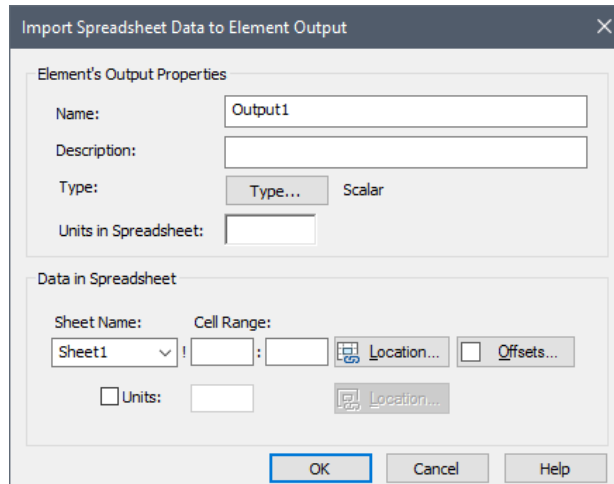 Import Spreadsheet Data to Element Output
Element's Output Properties
Name: Output1
Description:
Type: Type... Scalar
Units in Spreadsheet:
Data in Spreadsheet
Sheet Name: Cell Range:
Sheet1 ! : Location... Offsets...
Units: Location...
OK Cancel Help